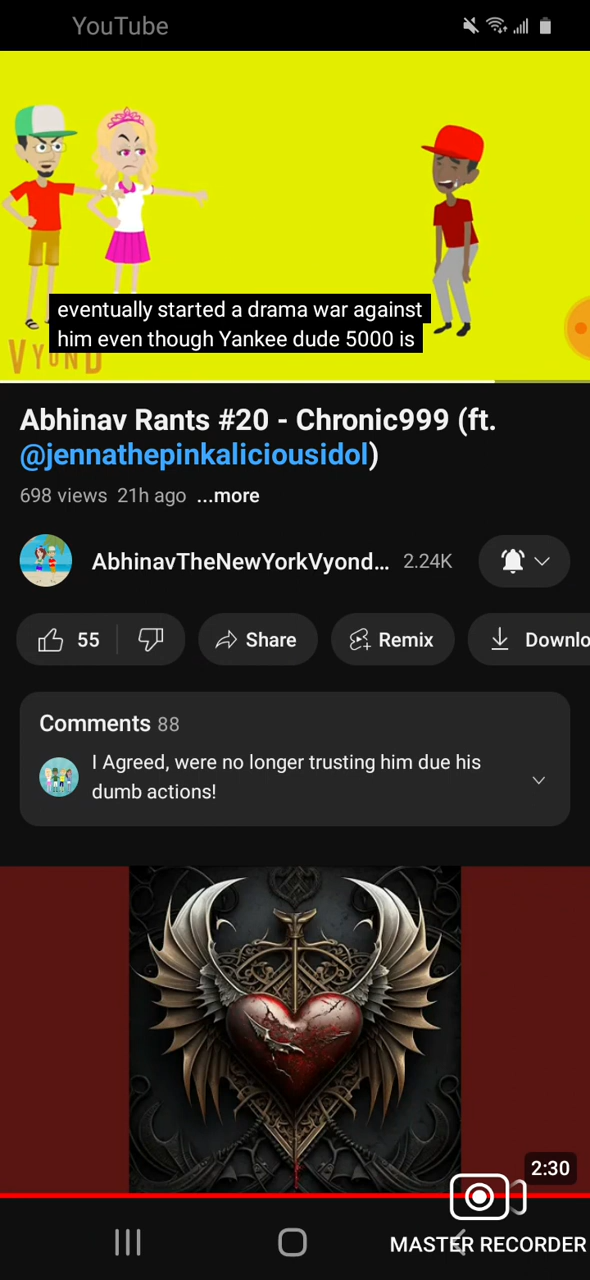 YouTube
eventually started a drama war against
him even though Yankee dude 5000 is
VYOND
Abhinav Rants #20 - Chronic999 (ft.
@jennathepinkaliciousidol)
698 views 21h ago ...more
AbhinavTheNewYorkVyond... 2.24K
55
Share
Remix
Downlo
Comments 88
I Agreed, were no longer trusting him due his
dumb actions!
2:30
MASTER RECORDER